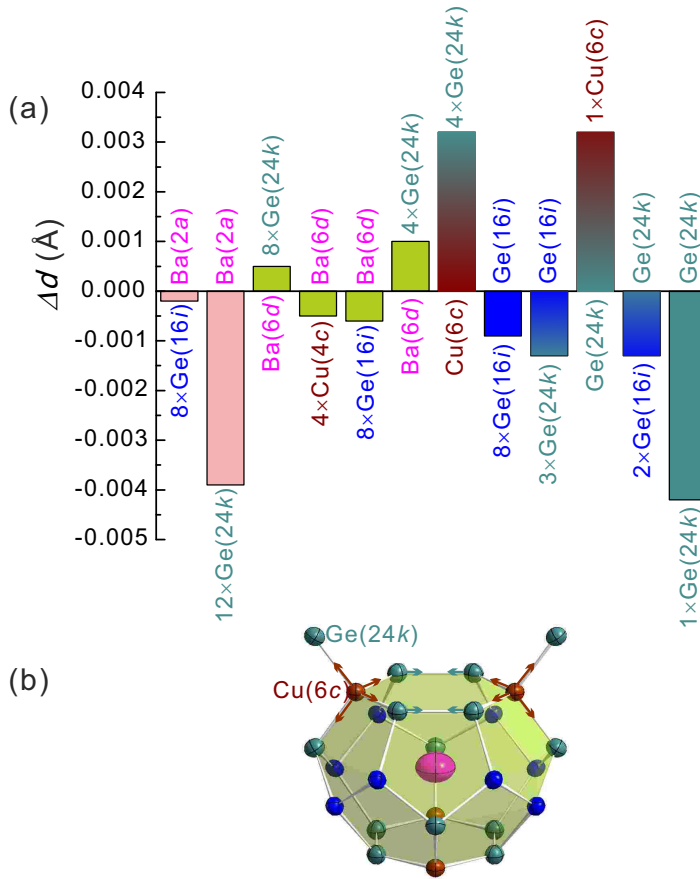 (a)
Δd (Å)
0.004
0.003
0.002
0.001
0.000
-0.001
-0.002
-0.003
-0.004
-0.005
Ba(2a)
8×Ge(16i)
Ba(2a)
12×Ge(24k)
8×Ge(24k)
Ba(6d)
Ba(6d)
4×Cu(4c)
Ba(6d)
8×Ge(16i)
4×Ge(24k)
Ba(6d)
4×Ge(24k)
Cu(6c)
Ge(16i)
8×Ge(16i)
Ge(16i)
3×Ge(24k)
1×Cu(6c)
Ge(24k)
Ge(24k)
2×Ge(16i)
Ge(24k)
1×Ge(24k)
(b)
Ge(24k)
Cu(6c)